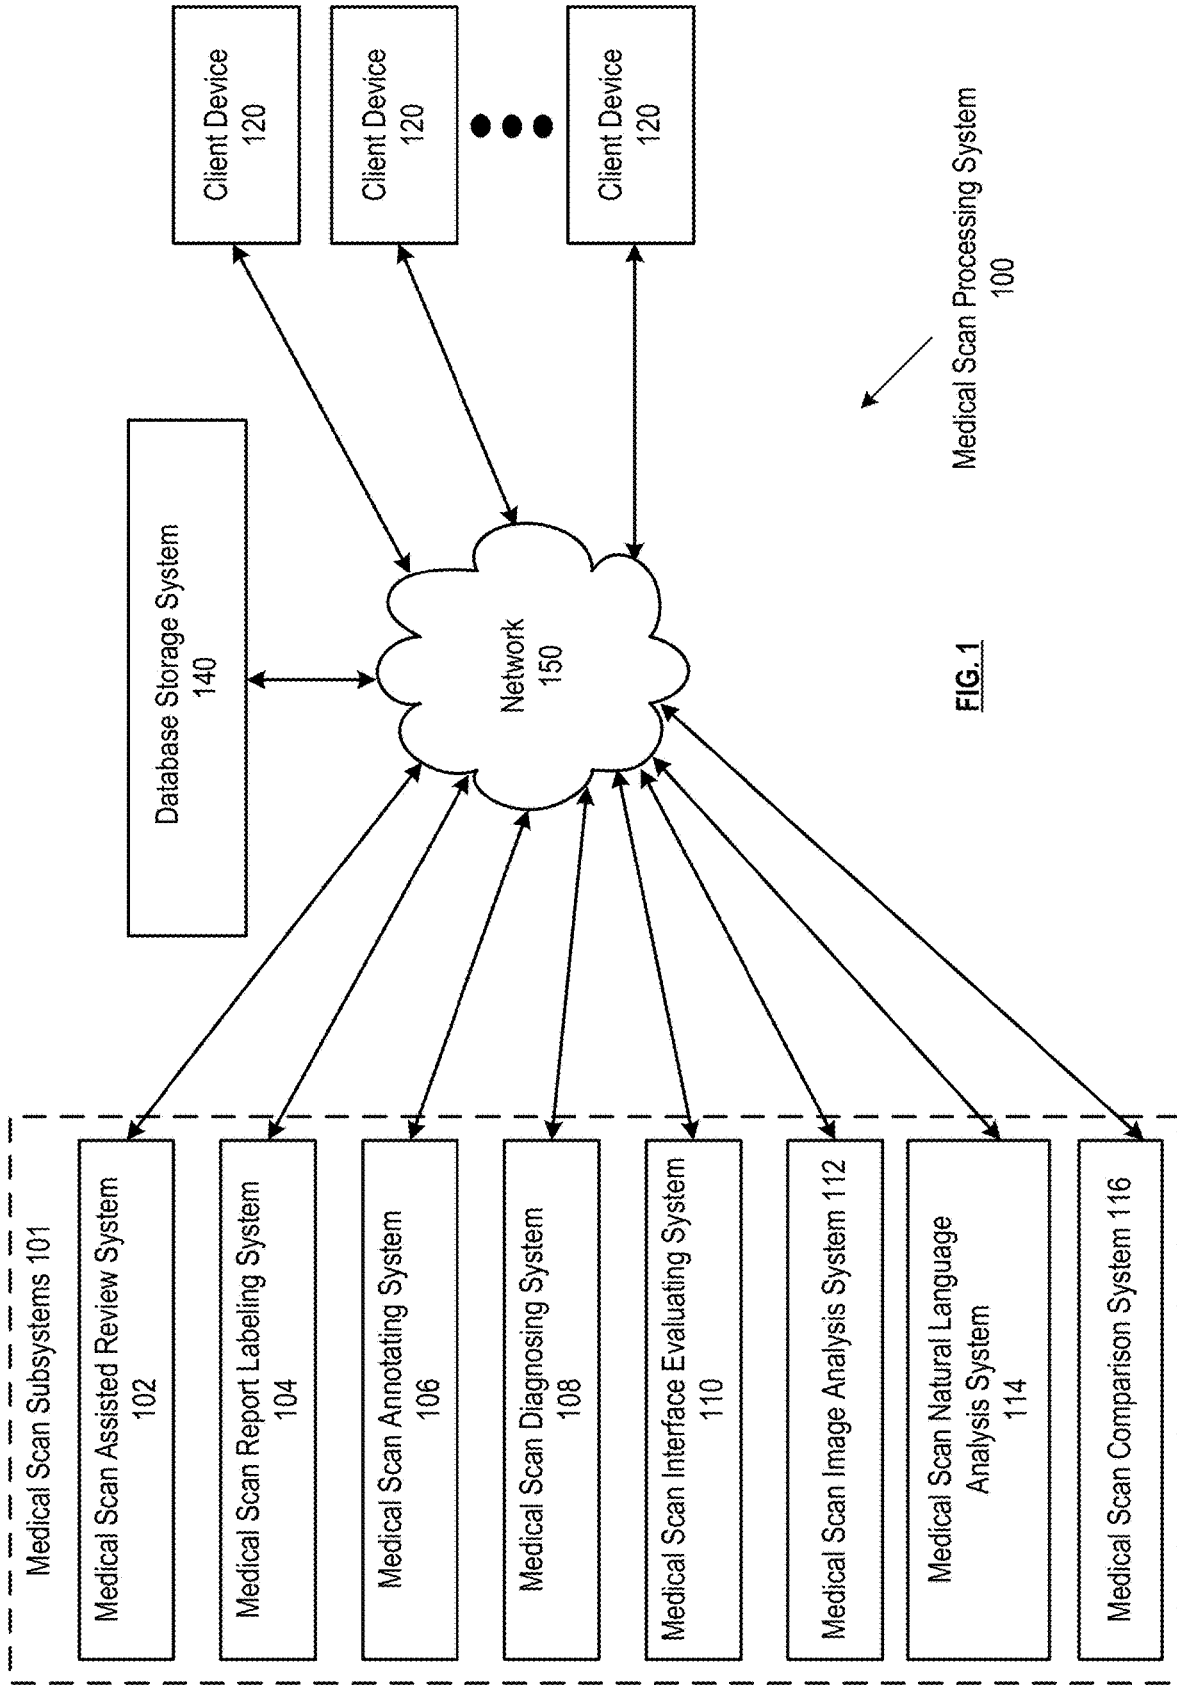 Medical Scan Subsystems 101
Medical Scan Assisted Review System
102
Medical Scan Report Labeling System
104
Medical Scan Annotating System
106
Medical Scan Diagnosing System
108
Medical Scan Interface Evaluating System
110
Medical Scan Image Analysis System 112
Medical Scan Natural Language
Analysis System
114
Medical Scan Comparison System 116
Database Storage System
140
Network
150
Client Device
120
Client Device
120
Client Device
120
Medical Scan Processing System
100
FIG. 1